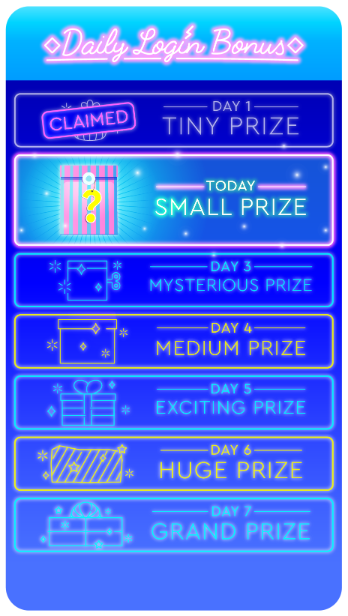 Daily Login Bonus
DAY 1
CLAIMED
TINY PRIZE
TODAY
?
SMALL PRIZE
DAY 3
MYSTERIOUS PRIZE
DAY 4
MEDIUM PRIZE
DAY 5
EXCITING PRIZE
DAY 6
HUGE PRIZE
DAY 7
GRAND PRIZE